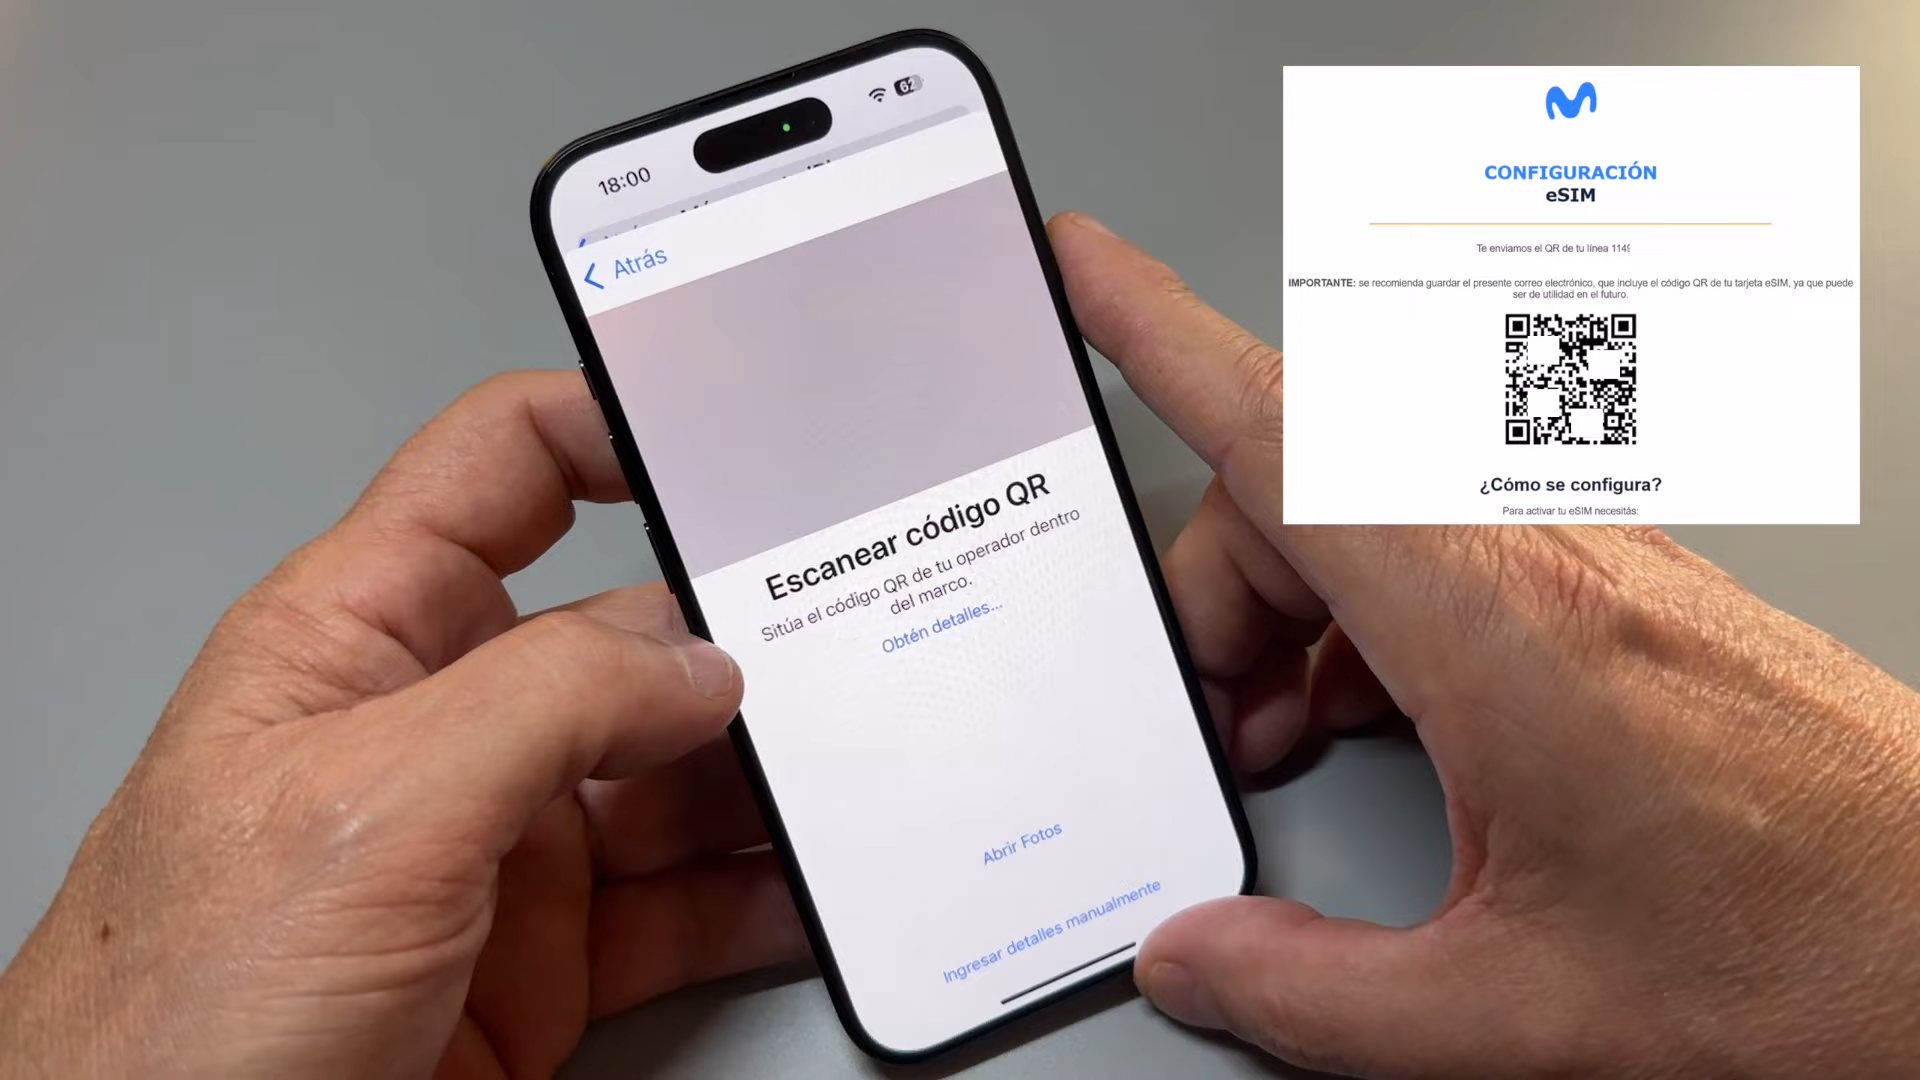 18:00
62
Atrás
Escanear código QR
Sitúa el código QR de tu operador dentro
del marco.
Obtén detalles...
Abrir Fotos
Ingresar detalles manualmente
CONFIGURACIÓN
eSIM
Te enviamos el QR de tu línea 1149
IMPORTANTE: se recomienda guardar el presente correo electrónico, que incluye el código QR de tu tarjeta eSIM, ya que puede
ser de utilidad en el futuro.
¿Cómo se configura?
Para activar tu eSIM necesitás: